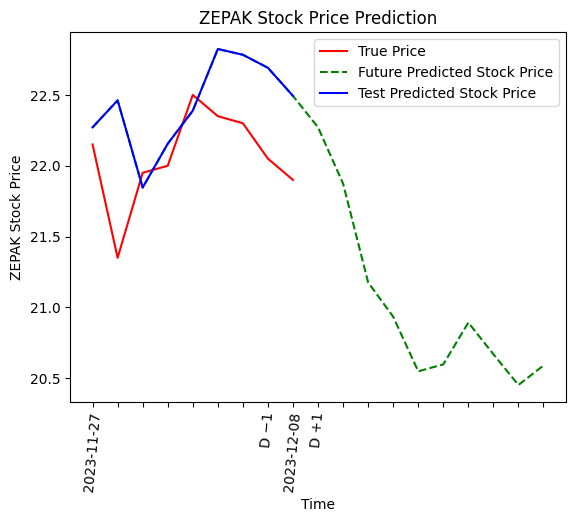 ZEPAK Stock Price Prediction
True Price
Future Predicted Stock Price
Test Predicted Stock Price
ZEPAK Stock Price
22.5
22.0
21.5
21.0
20.5
2023-11-27
D −1
2023-12-08
D +1
Time